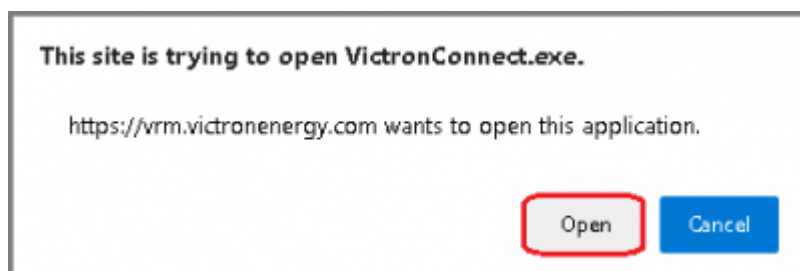 This site is trying to open VictronConnect.exe.
https://vrm.victronenergy.com wants to open this application.
Open Cancel